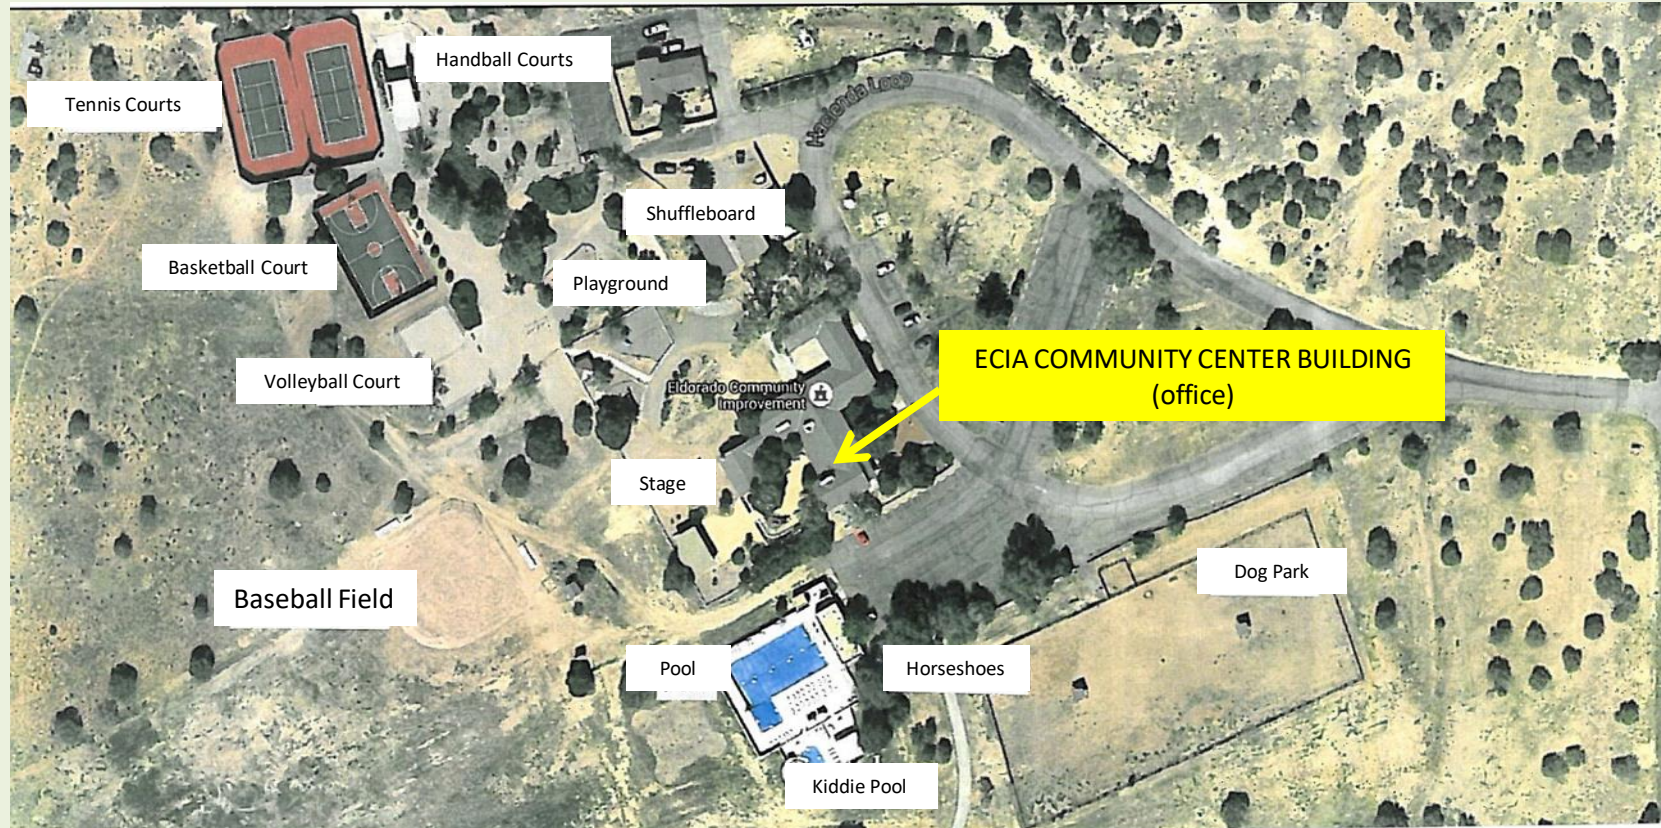 Handball Courts
Tennis Courts
Hacienda Loop
Shuffleboard
Basketball Court
Playground
ECIA COMMUNITY CENTER BUILDING
(office)
Volleyball Court
Eldorado Community
Improvement
Stage
Dog Park
Baseball Field
Pool
Horseshoes
Kiddie Pool